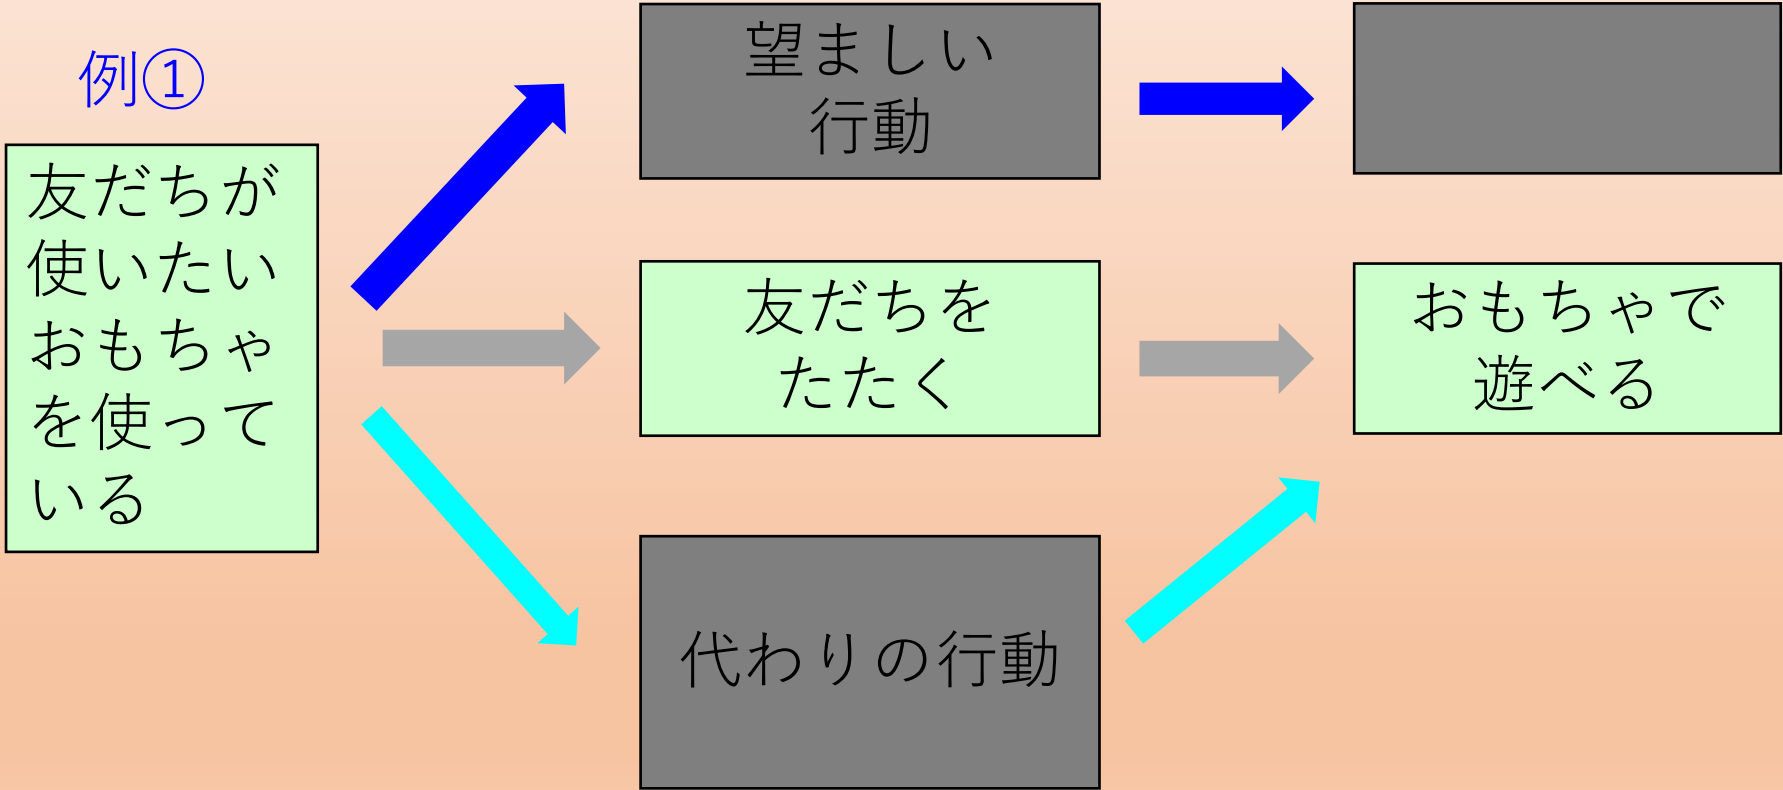 例①
友だちが
使いたい
おもちゃ
を使って
いる
望ましい
行動
友だちを
たたく
おもちゃで
遊べる
代わりの行動